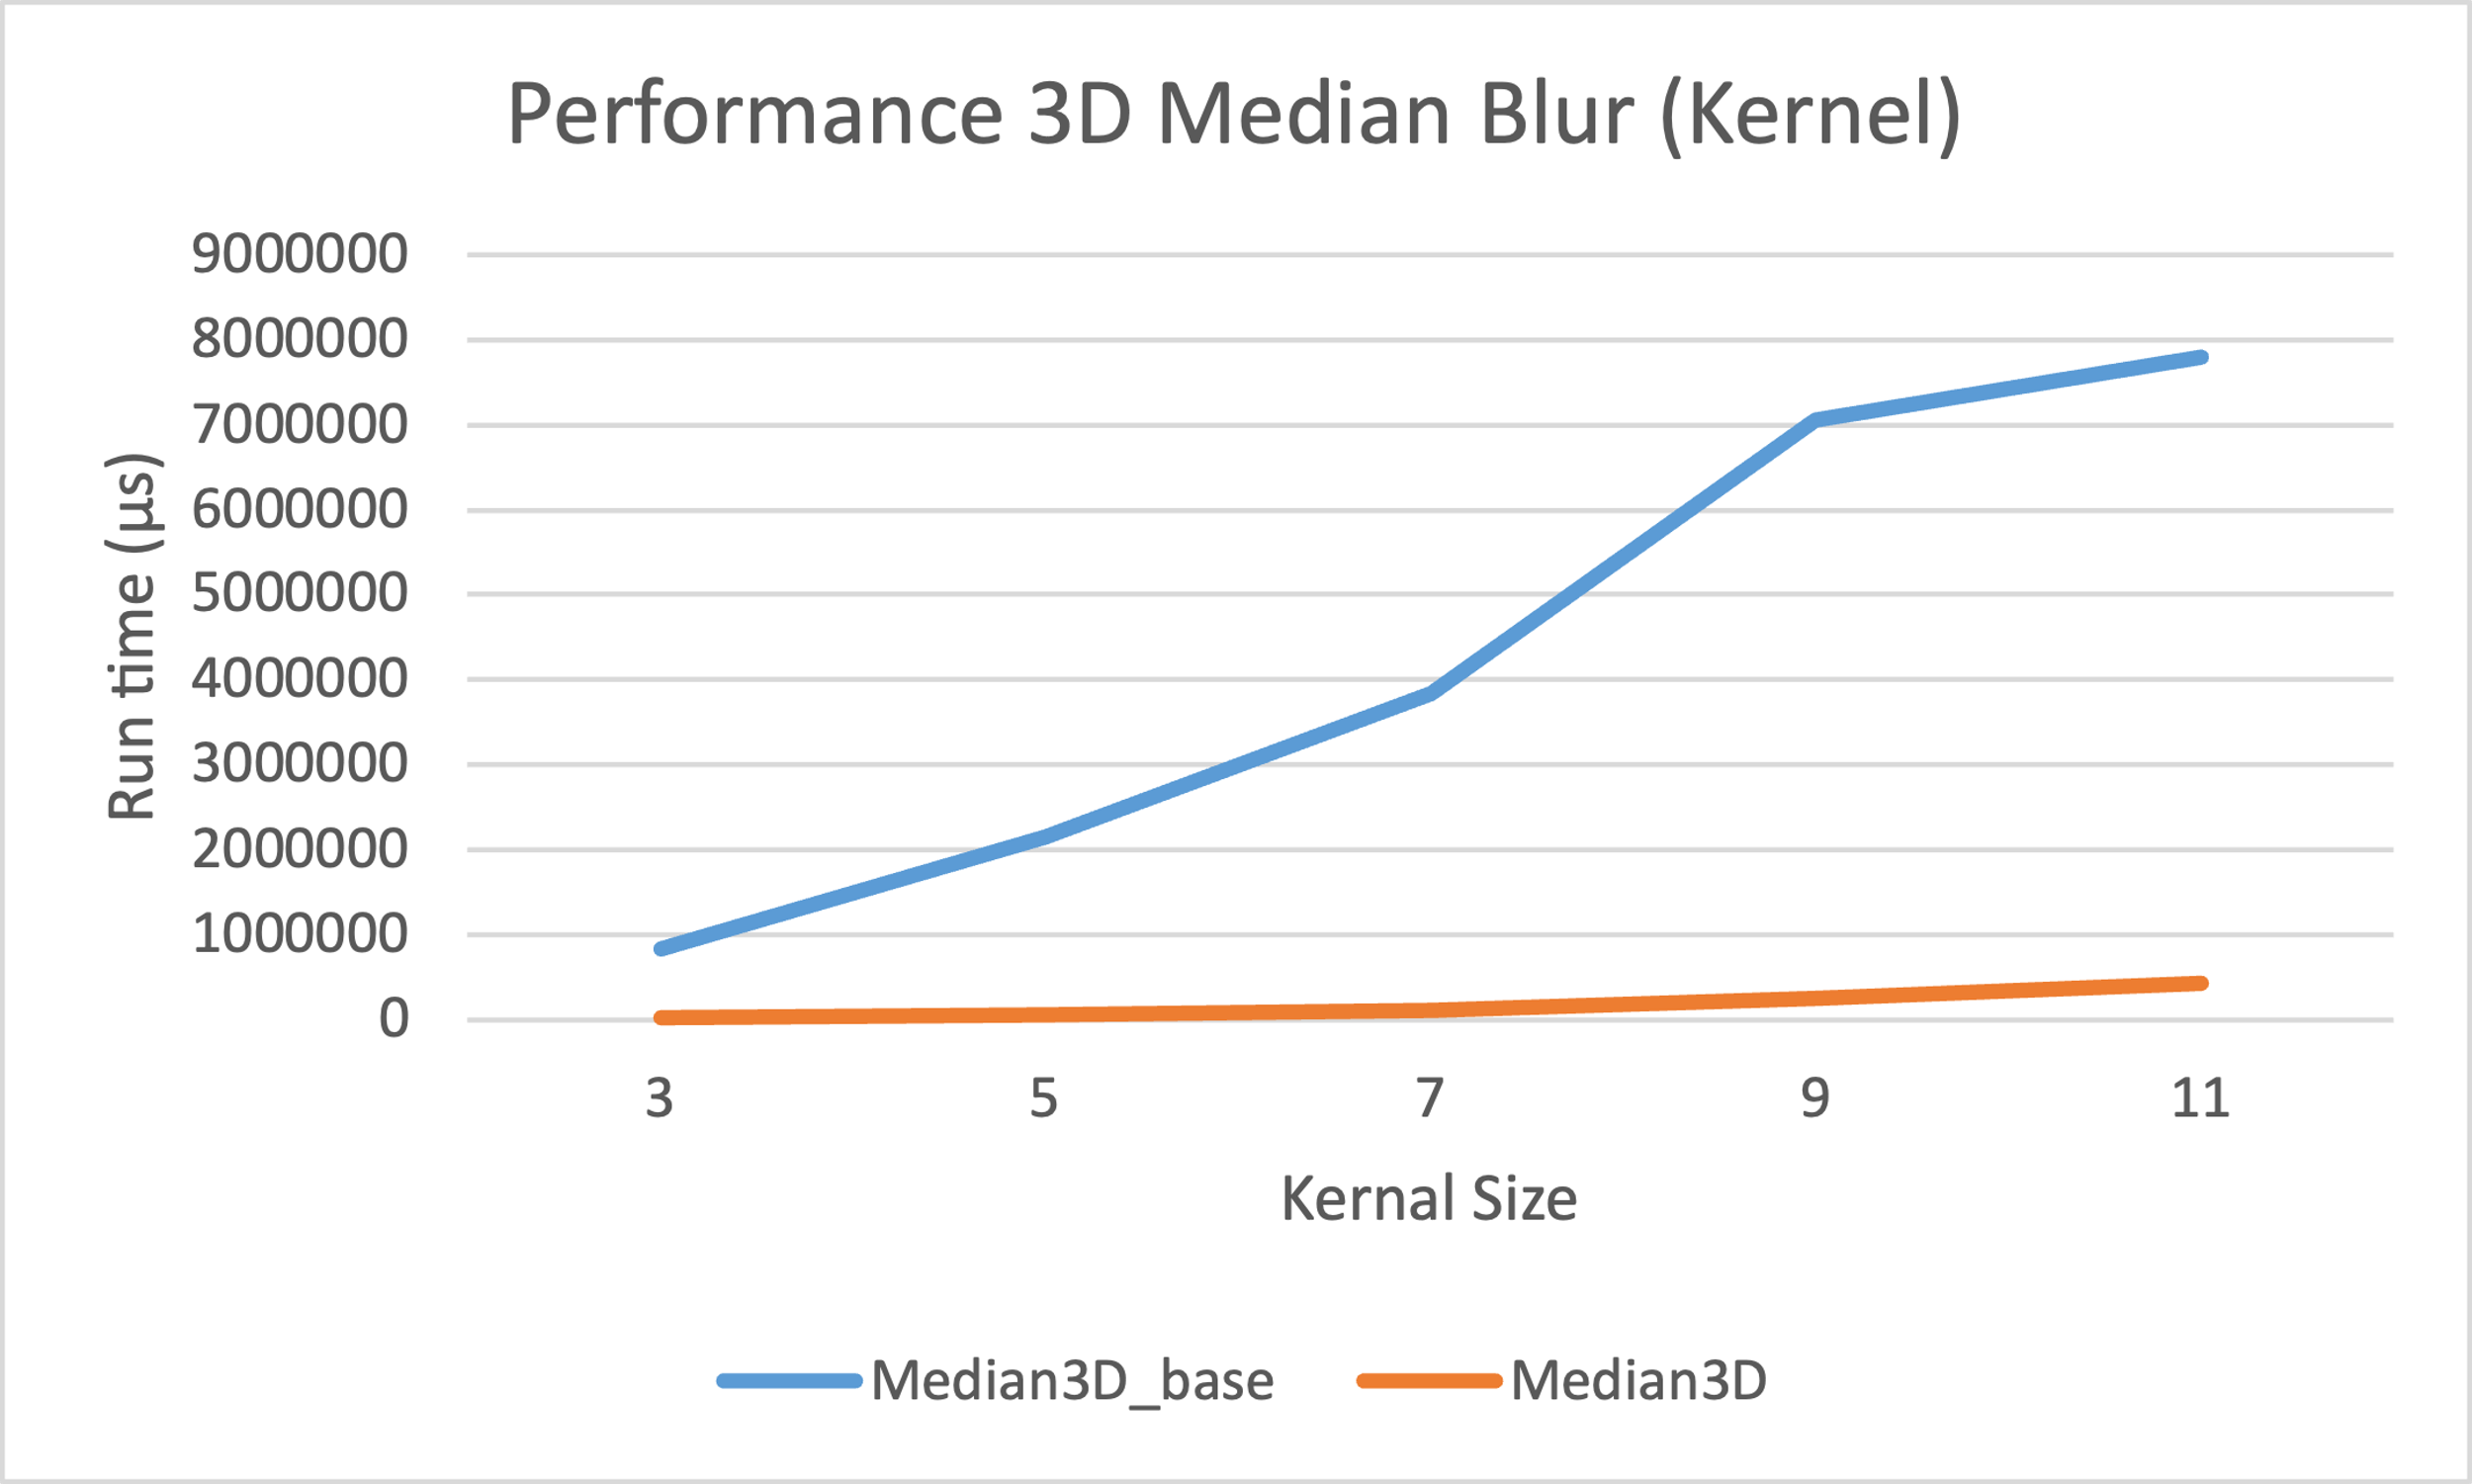 Performance 3D Median Blur (Kernel)
9000000
8000000
7000000
6000000
5000000
4000000
3000000
2000000
1000000
0
Run time (µs)
3 5 7 9 11
Kernal Size
Median3D_base Median3D